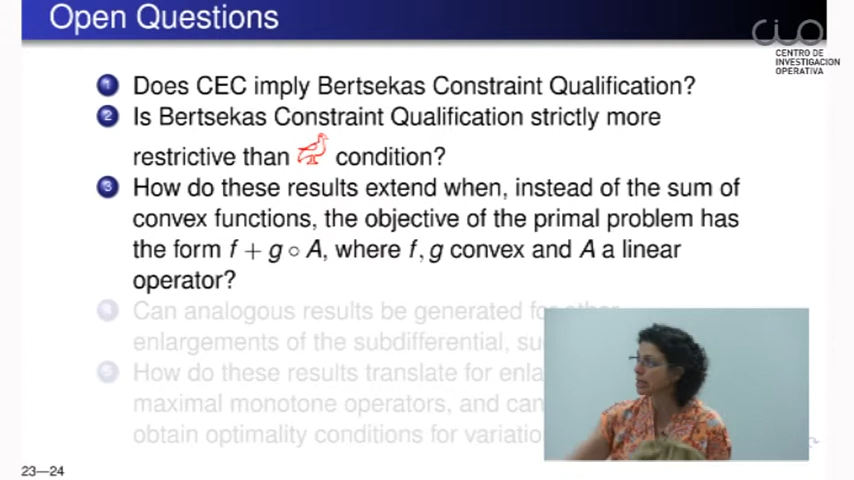 Open Questions
CIO
CENTRO DE
INVESTIGACION
OPERATIVA
1 Does CEC imply Bertsekas Constraint Qualification?
2 Is Bertsekas Constraint Qualification strictly more
restrictive than condition?
3 How do these results extend when, instead of the sum of
convex functions, the objective of the primal problem has
the form f + g ○ A, where f, g convex and A a linear
operator?
4 Can analogous results be generated for other
enlargements of the subdifferential,
5 How do these results translate for
maximal monotone operators, and can
obtain optimality conditions for
23—24